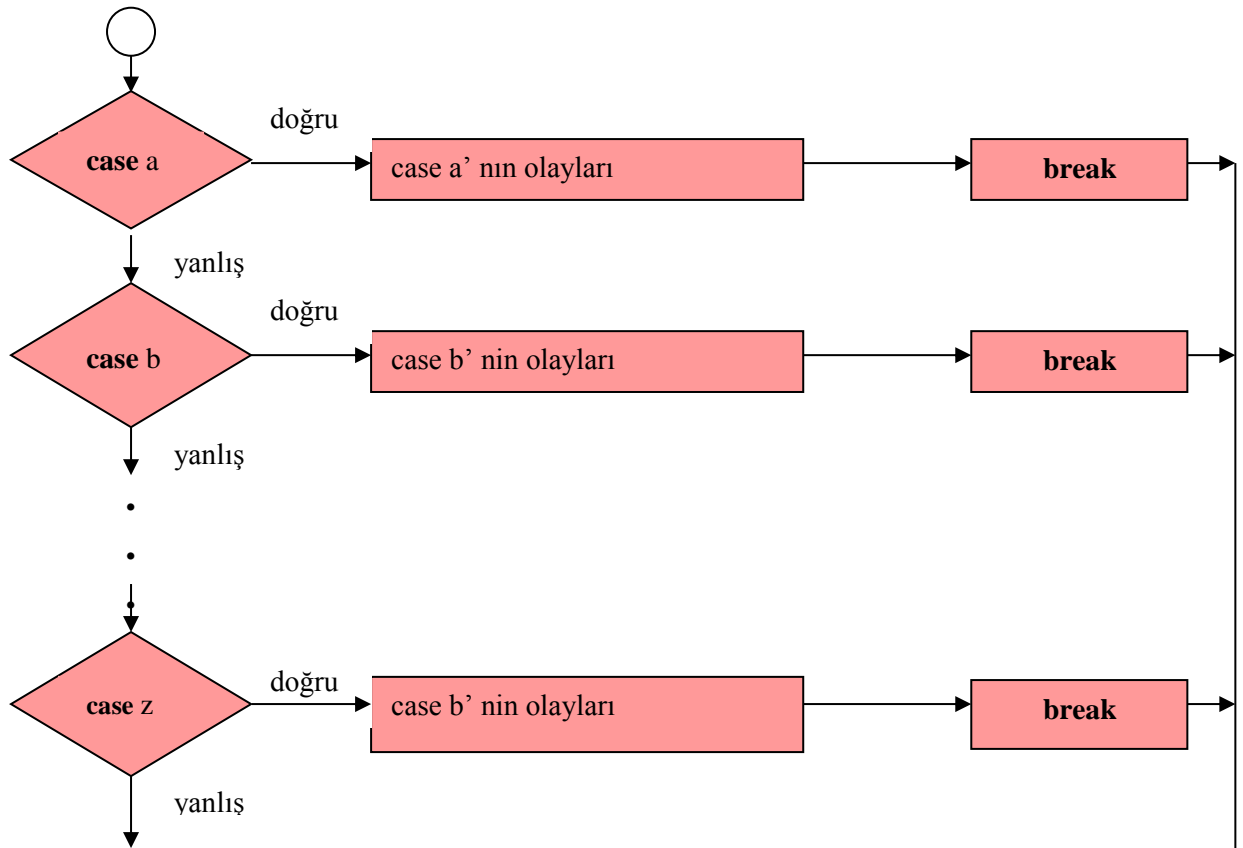 doğru
case a
case a’ nın olayları
break
yanlış
doğru
case b
case b’ nin olayları
break
yanlış
doğru
case z
case b’ nin olayları
break
yanlış